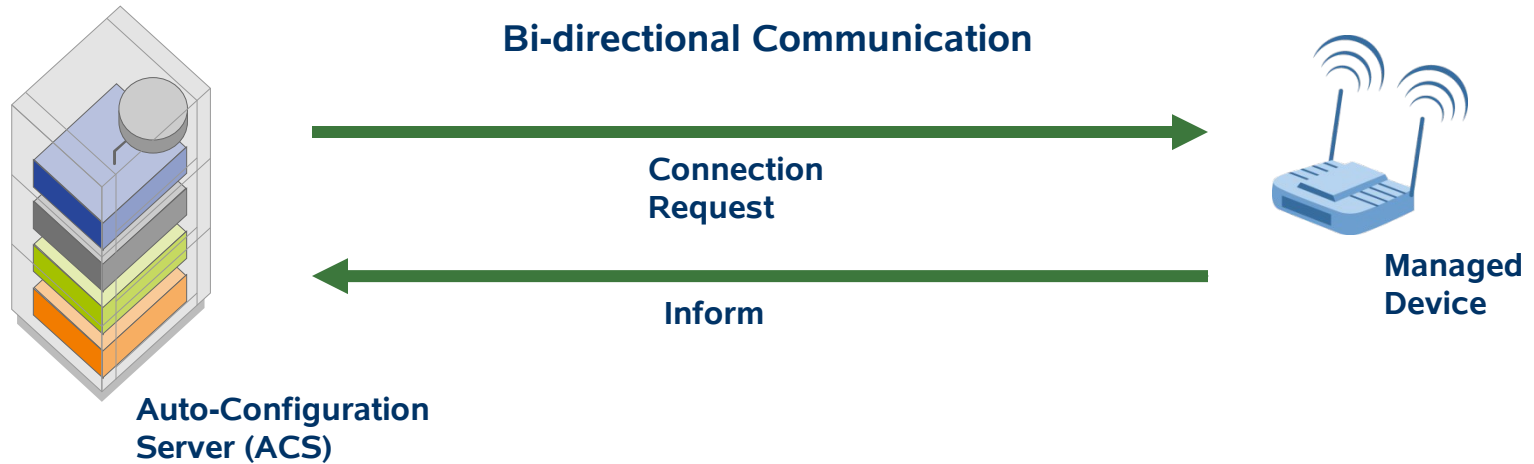 Bi-directional Communication
Connection
Request
Managed
Device
Inform
Auto-Configuration
Server (ACS)